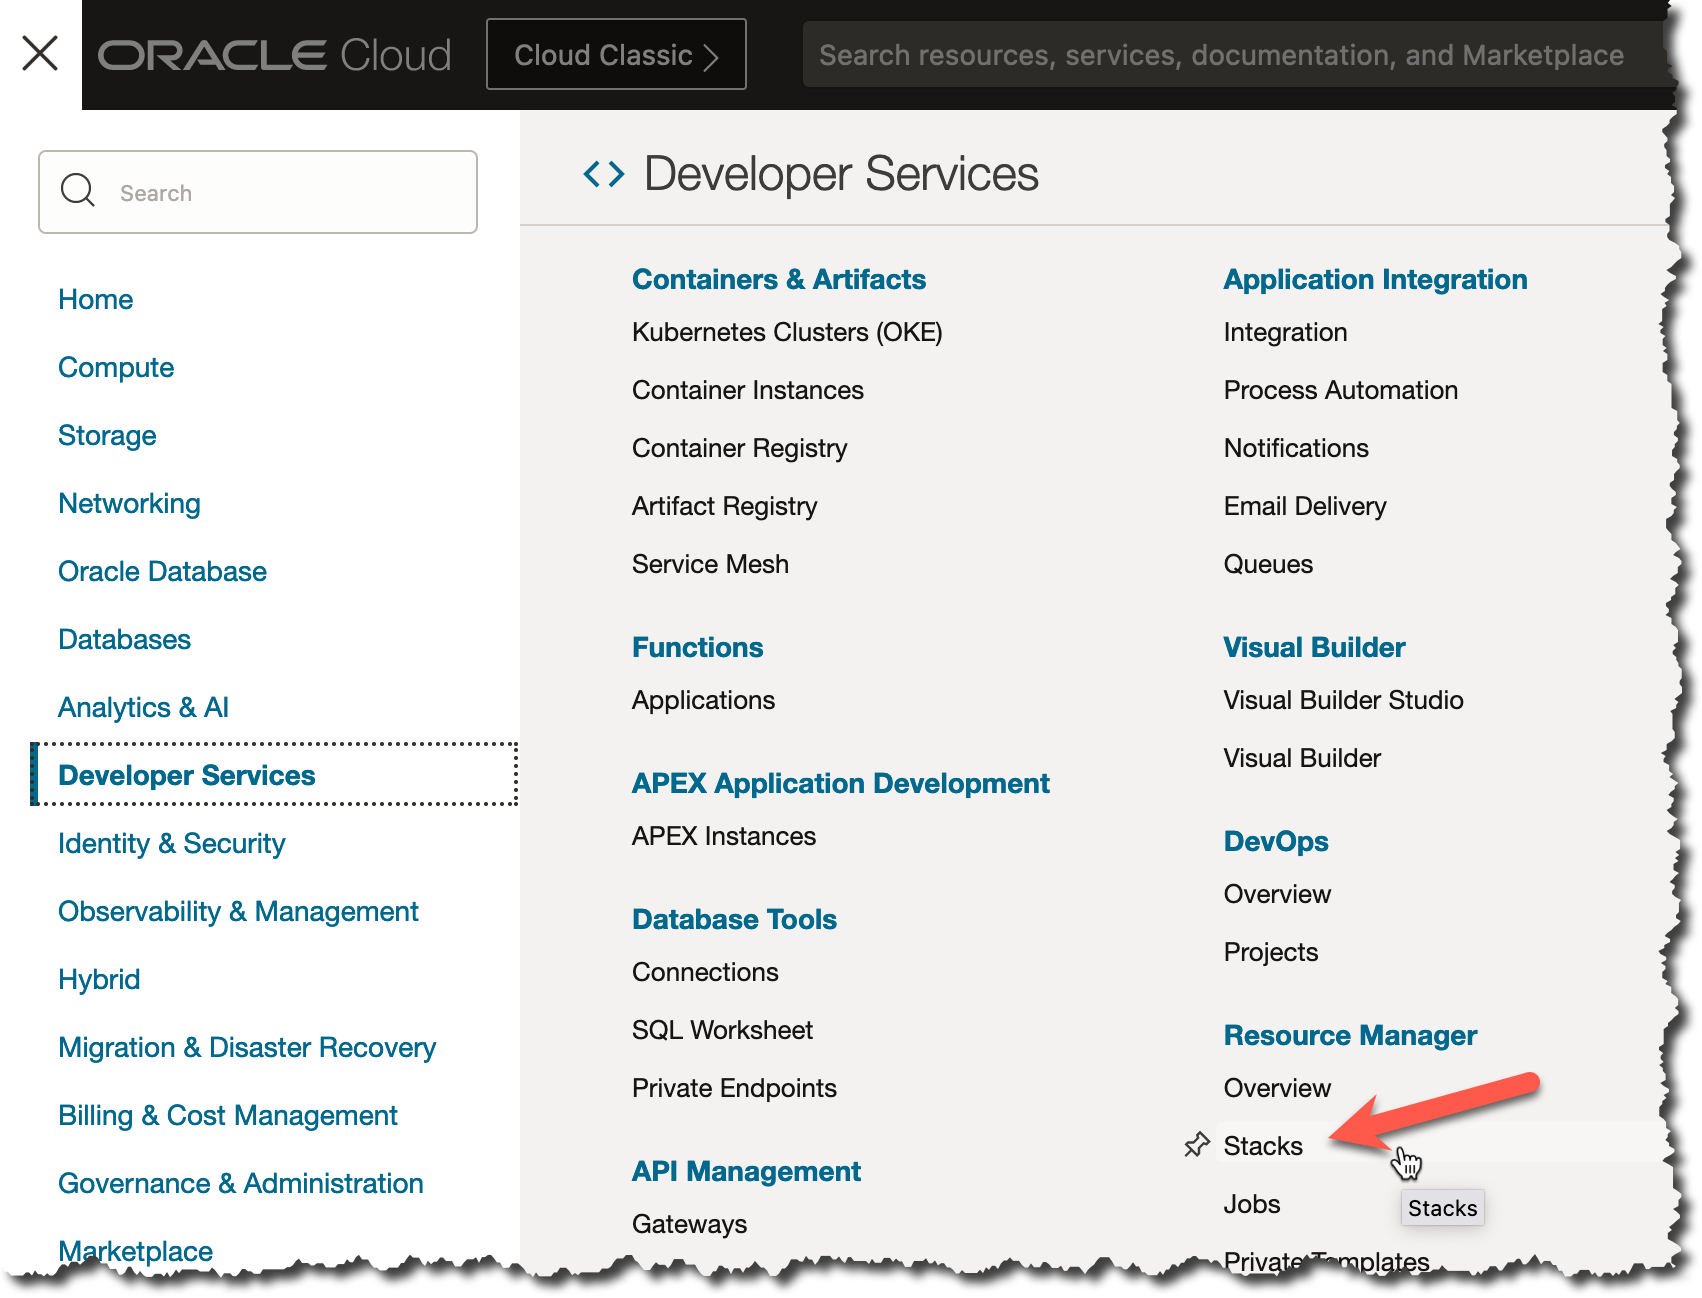 ORACLE Cloud
Cloud Classic
Search resources, services, documentation, and Marketplace
Search
Home
Compute
Storage
Networking
Oracle Database
Databases
Analytics & AI
Developer Services
Identity & Security
Observability & Management
Hybrid
Migration & Disaster Recovery
Billing & Cost Management
Governance & Administration
Marketplace
Developer Services
Containers & Artifacts
Kubernetes Clusters (OKE)
Container Instances
Container Registry
Artifact Registry
Service Mesh
Functions
Applications
APEX Application Development
APEX Instances
Database Tools
Connections
SQL Worksheet
Private Endpoints
API Management
Gateways
Application Integration
Integration
Process Automation
Notifications
Email Delivery
Queues
Visual Builder
Visual Builder Studio
Visual Builder
DevOps
Overview
Projects
Resource Manager
Overview
Stacks
Jobs
Stacks
Private Templates